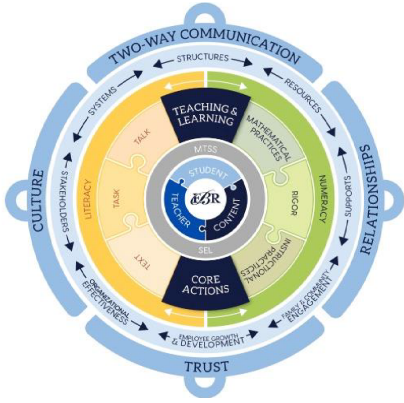 TWO-WAY COMMUNICATION
STRUCTURES
SYSTEMS
RESOURCES
TEACHING &
LEARNING
TALK
MATHEMATICAL
PRACTICES
MTSS
CULTURE
STAKEHOLDERS
LITERACY
TASK
STUDENT
TEACHER
EBR
CONTENT
RIGOR
NUMERACY
SUPPORTS
RELATIONSHIPS
SEL
TEXT
INSTRUCTIONAL
PRACTICES
CORE
ACTIONS
ORGANIZATIONAL
EFFECTIVENESS
EMPLOYEE GROWTH
& DEVELOPMENT
FAMILY & COMMUNITY
ENGAGEMENT
TRUST